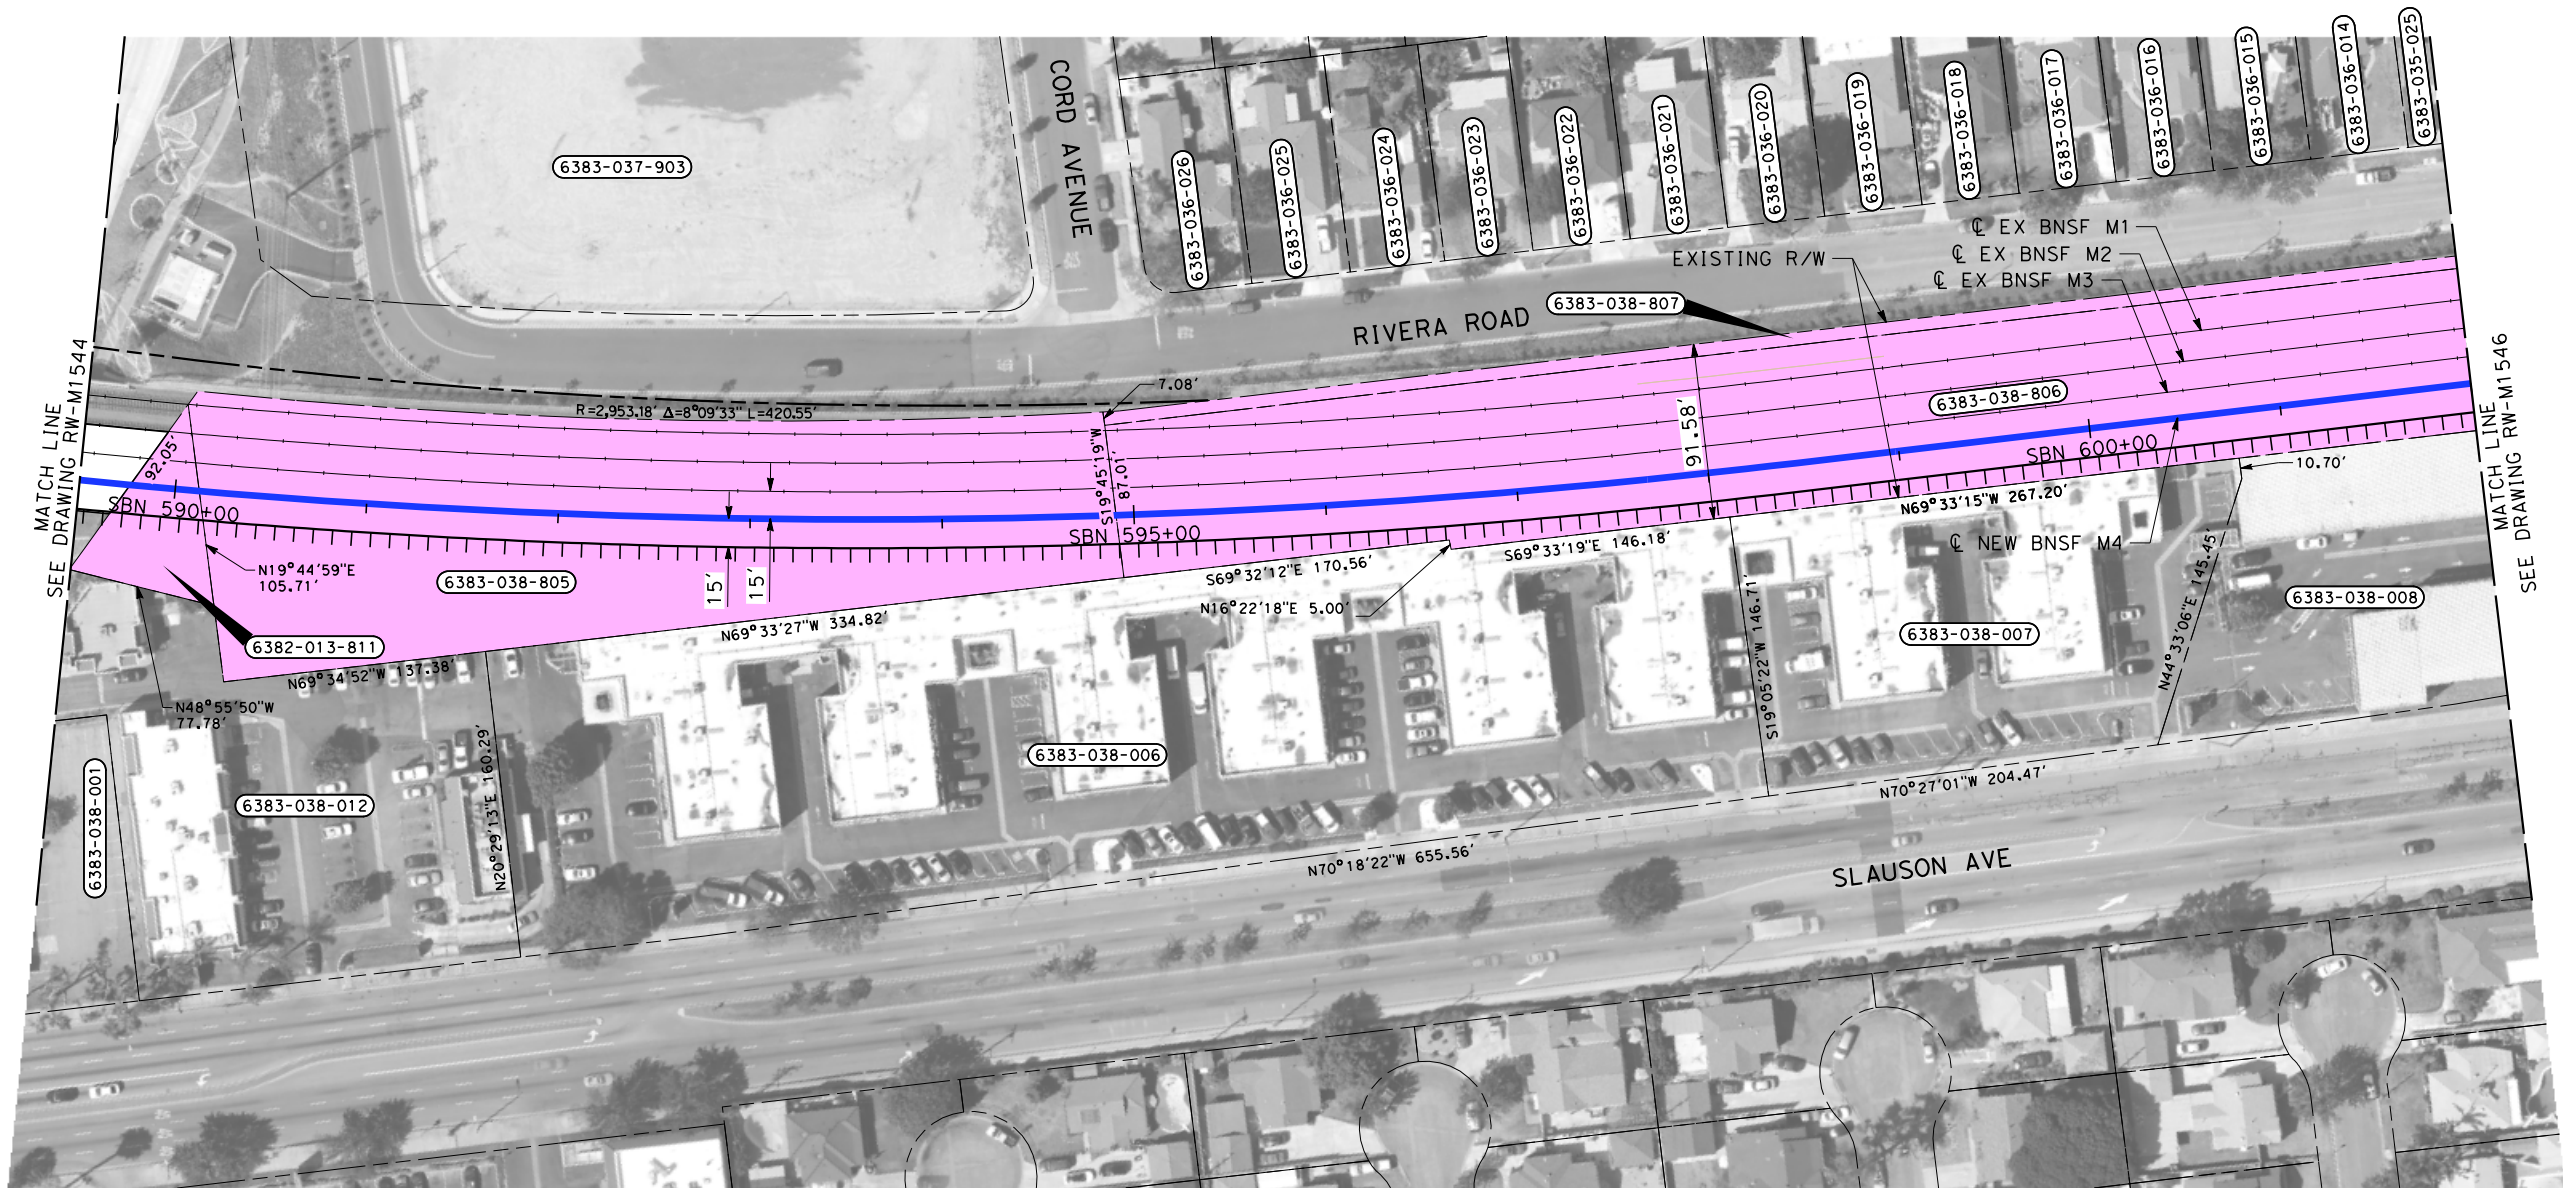 6383-037-903
CORD AVENUE
6383-036-026
6383-036-025
6383-036-024
6383-036-023
6383-036-022
6383-036-021
6383-036-020
6383-036-019
6383-036-018
6383-036-017
6383-036-016
6383-036-015
6383-036-014
6383-035-025
℄ EX BNSF M1
℄ EX BNSF M2
℄ EX BNSF M3
EXISTING R/W
6383-038-807
RIVERA ROAD
MATCH LINE
SEE DRAWING RW-M1544
MATCH LINE
SEE DRAWING RW-M1546
7.08'
R=2,953.18' Δ=8°09'33" L=420.55'
92.05'
S19°45'19"W
87.01'
91.58'
6383-038-806
SBN 590+00
SBN 595+00
SBN 600+00
10.70'
N69°33'15"W 267.20'
℄ NEW BNSF M4
N19°44'59"E
105.71'
6383-038-805
15'
15'
S69°32'12"E 170.56'
S69°33'19"E 146.18'
N16°22'18"E 5.00'
N69°33'27"W 334.82'
6382-013-811
N69°34'52"W 137.38'
N48°55'50"W
77.78'
S19°05'22"W 146.71'
6383-038-007
N44°33'06"E 145.45'
6383-038-008
6383-038-001
6383-038-012
N20°29'13"E 160.29'
6383-038-006
N70°27'01"W 204.47'
N70°18'22"W 655.56'
SLAUSON AVE